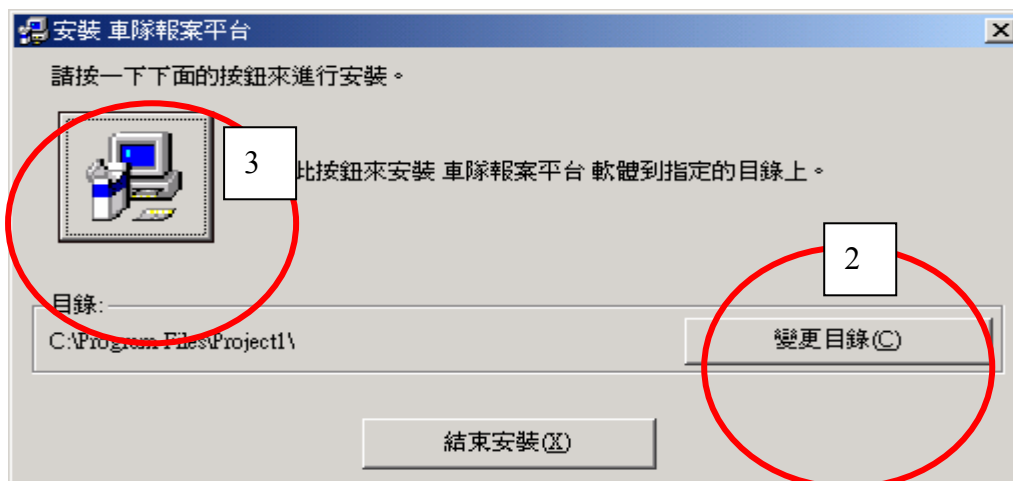 安裝 車隊報案平台
請按一下下面的按鈕來進行安裝。
3
此按鈕來安裝 車隊報案平台 軟體到指定的目錄上。
2
目錄:
C:\Program Files\Project1\
變更目錄(C)
結束安裝(X)